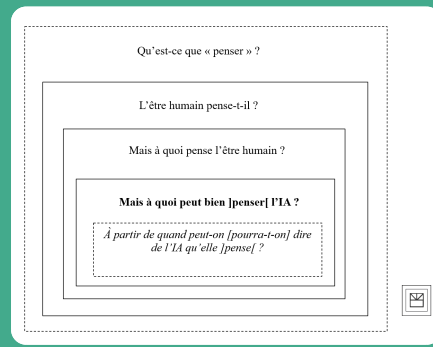 Qu’est-ce que « penser » ?
L’être humain pense-t-il ?
Mais à quoi pense l’être humain ?
Mais à quoi peut bien ]penser[ l’IA ?
À partir de quand peut-on [pourra-t-on] dire
de l’IA qu’elle ]pense[ ?